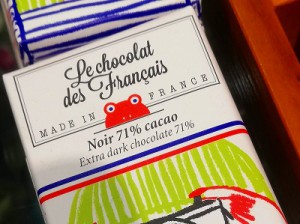 Le chocolat
des Français
MADE IN FRANCE
Noir 71% cacao
Extra dark chocolate 71%